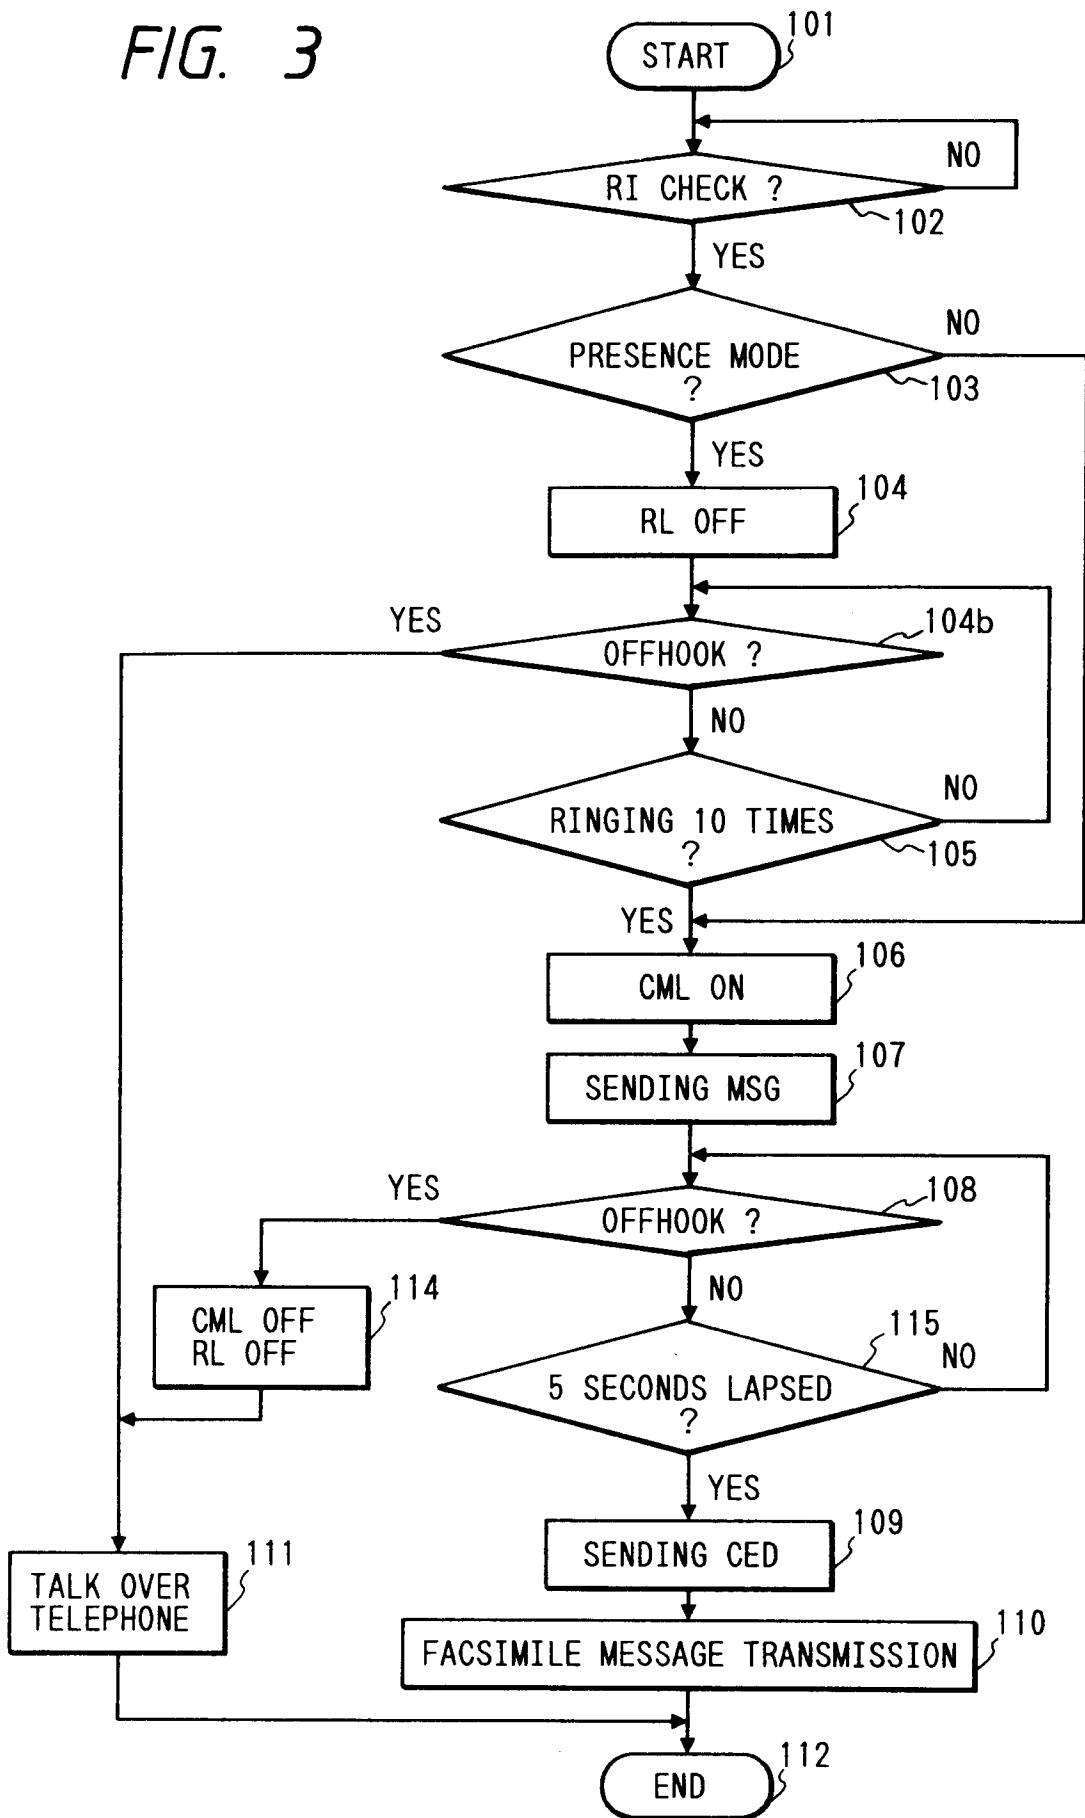 FIG. 3
START
101
NO
RI CHECK ?
102
YES
NO
PRESENCE MODE
?
103
YES
104
RL OFF
YES
104b
OFFHOOK ?
NO
NO
RINGING 10 TIMES
?
105
YES
106
CML ON
107
SENDING MSG
YES
108
OFFHOOK ?
114
CML OFF
RL OFF
NO
115
NO
5 SECONDS LAPSED
?
YES
109
SENDING CED
111
TALK OVER
TELEPHONE
110
FACSIMILE MESSAGE TRANSMISSION
112
END